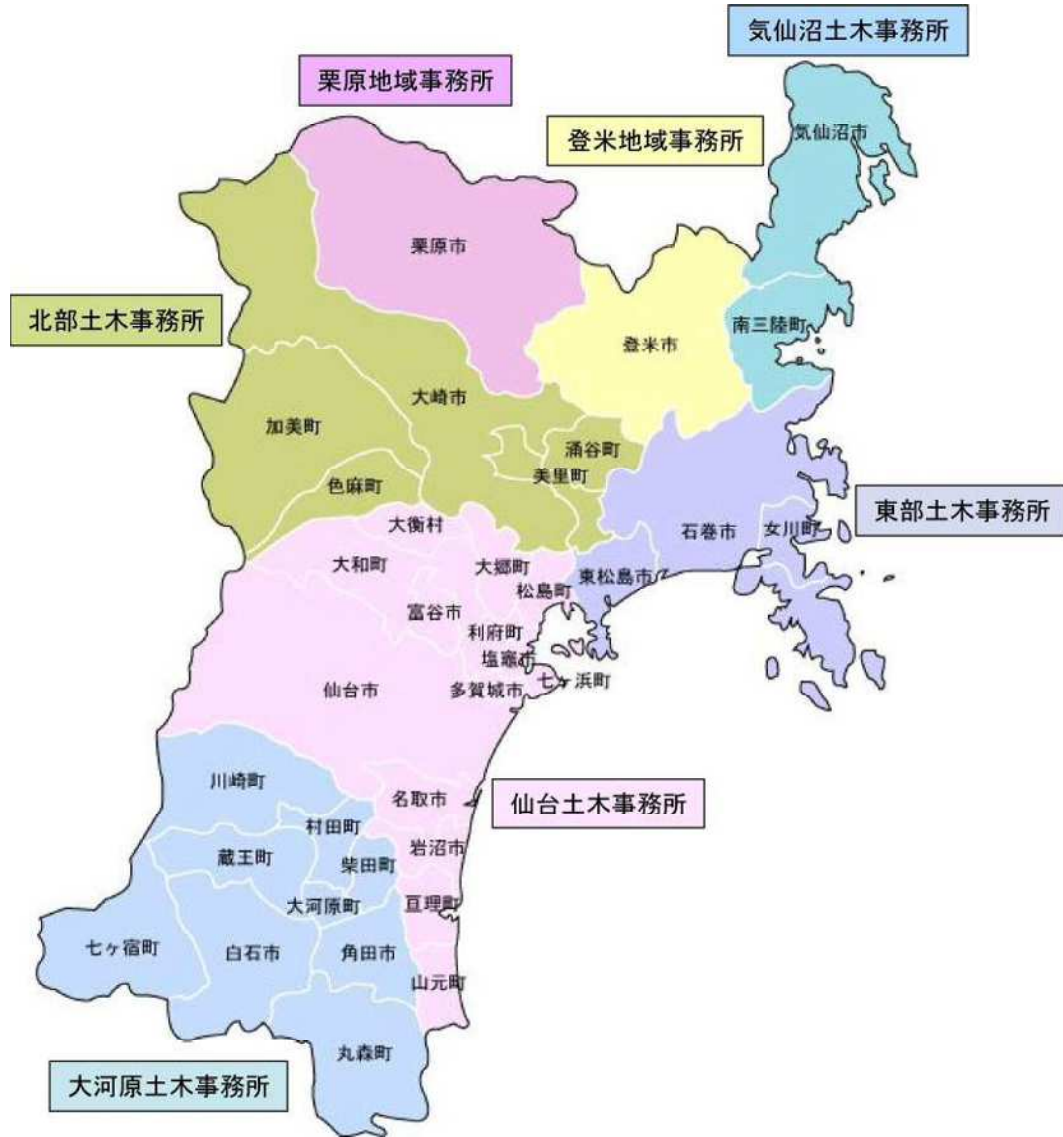 気仙沼土木事務所
栗原地域事務所
登米地域事務所
気仙沼市
栗原市
北部土木事務所
南三陸町
登米市
大崎市
加美町
涌谷町
美里町
色麻町
東部土木事務所
石巻市
女川町
大衡村
大和町
大郷町
東松島市
松島町
富谷市
利府町
塩竈市
七ヶ浜町
仙台市
多賀城市
川崎町
名取市
仙台土木事務所
村田町
岩沼市
蔵王町
柴田町
大河原町
亘理町
七ヶ宿町
白石市
角田市
山元町
丸森町
大河原土木事務所